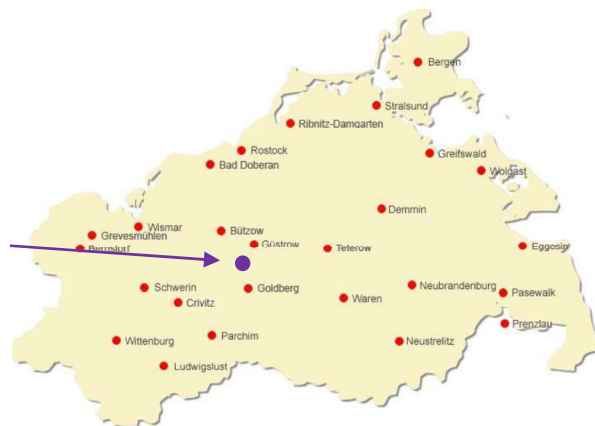 Bergen
Stralsund
Ribnitz-Damgarten
Rostock
Greifswald
Bad Doberan
Wolgast
Demmin
Wismar
Bützow
Grevesmühlen
Güstrow
Teterow
Eggesin
Bernstorf
Schwerin
Goldberg
Neubrandenburg
Crivitz
Waren
Pasewalk
Prenzlau
Wittenburg
Parchim
Neustrelitz
Ludwigslust